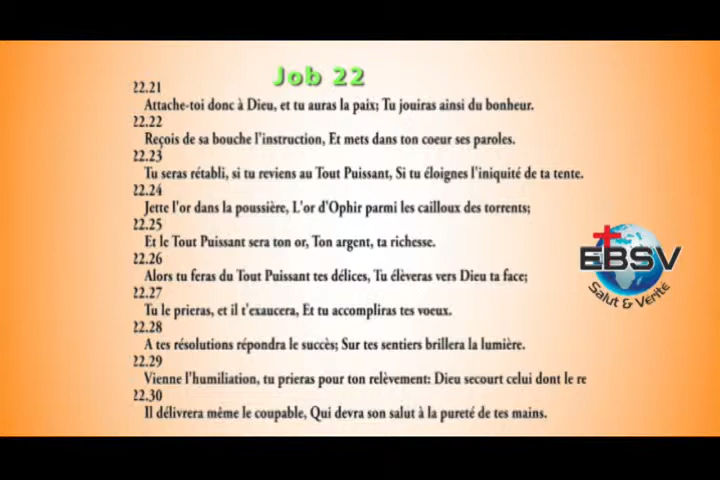 Job 22
22.21
Attache-toi donc à Dieu, et tu auras la paix; Tu jouiras ainsi du bonheur.
22.22
Reçois de sa bouche l'instruction, Et mets dans ton coeur ses paroles.
22.23
Tu seras rétabli, si tu reviens au Tout Puissant, Si tu éloignes l'iniquité de ta tente.
22.24
Jette l'or dans la poussière, L'or d'Ophir parmi les cailloux des torrents;
22.25
Et le Tout Puissant sera ton or, Ton argent, ta richesse.
22.26
Alors tu feras du Tout Puissant tes délices, Tu élèveras vers Dieu ta face;
22.27
Tu le prieras, et il t'exaucera, Et tu accompliras tes voeux.
22.28
A tes résolutions répondra le succès; Sur tes sentiers brillera la lumière.
22.29
Vienne l'humiliation, tu prieras pour ton relèvement: Dieu secourt celui dont le re
22.30
Il délivrera même le coupable, Qui devra son salut à la pureté de tes mains.
EBSV
Salut & Vérité